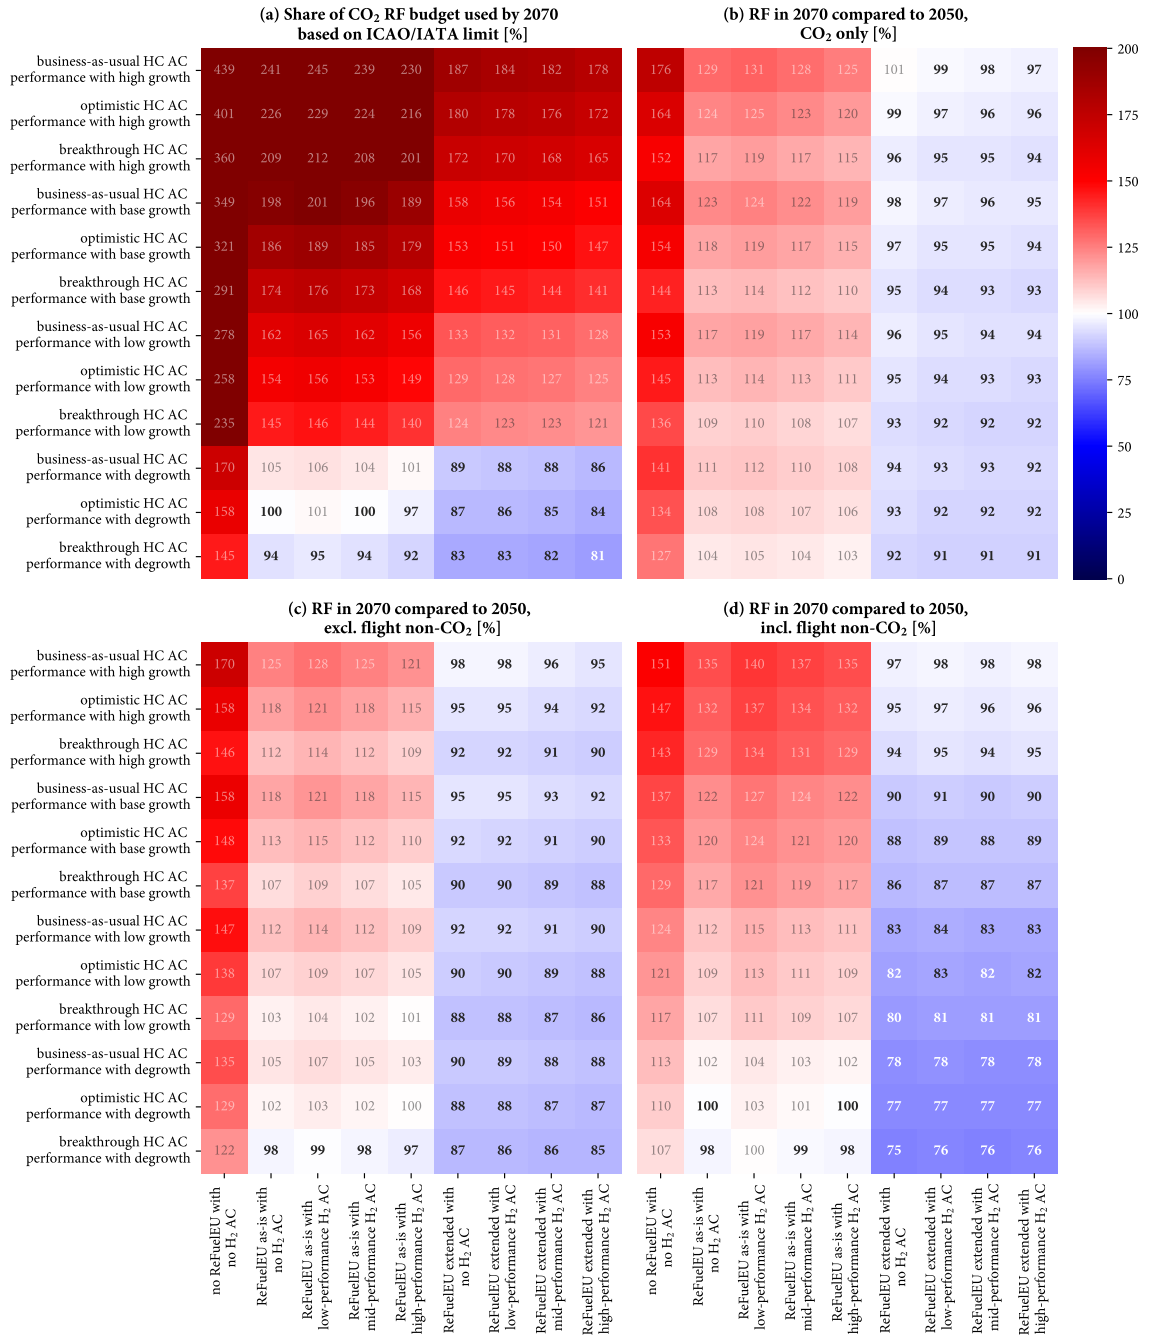 (a) Share of CO₂ RF budget used by 2070
based on ICAO/IATA limit [%]
(b) RF in 2070 compared to 2050,
CO₂ only [%]
business-as-usual HC AC
performance with high growth
439 241 245 239 230 187 184 182 178
176 129 131 128 125 101 99 98 97
optimistic HC AC
performance with high growth
401 226 229 224 216 180 178 176 172
164 124 125 123 120 99 97 96 96
breakthrough HC AC
performance with high growth
360 209 212 208 201 172 170 168 165
152 117 119 117 115 96 95 95 94
business-as-usual HC AC
performance with base growth
349 198 201 196 189 158 156 154 151
164 123 124 122 119 98 97 96 95
optimistic HC AC
performance with base growth
321 186 189 185 179 153 151 150 147
154 118 119 117 115 97 95 95 94
breakthrough HC AC
performance with base growth
291 174 176 173 168 146 145 144 141
144 113 114 112 110 95 94 93 93
business-as-usual HC AC
performance with low growth
278 162 165 162 156 133 132 131 128
153 117 119 117 114 96 95 94 94
optimistic HC AC
performance with low growth
258 154 156 153 149 129 128 127 125
145 113 114 113 111 95 94 93 93
breakthrough HC AC
performance with low growth
235 145 146 144 140 124 123 123 121
136 109 110 108 107 93 92 92 92
business-as-usual HC AC
performance with degrowth
170 105 106 104 101 89 88 88 86
141 111 112 110 108 94 93 93 92
optimistic HC AC
performance with degrowth
158 100 101 100 97 87 86 85 84
134 108 108 107 106 93 92 92 92
breakthrough HC AC
performance with degrowth
145 94 95 94 92 83 83 82 81
127 104 105 104 103 92 91 91 91
200
175
150
125
100
75
50
25
0
(c) RF in 2070 compared to 2050,
excl. flight non-CO₂ [%]
(d) RF in 2070 compared to 2050,
incl. flight non-CO₂ [%]
business-as-usual HC AC
performance with high growth
170 125 128 125 121 98 98 96 95
151 135 140 137 135 97 98 98 98
optimistic HC AC
performance with high growth
158 118 121 118 115 95 95 94 92
147 132 137 134 132 95 97 96 96
breakthrough HC AC
performance with high growth
146 112 114 112 109 92 92 91 90
143 129 134 131 129 94 95 94 95
business-as-usual HC AC
performance with base growth
158 118 121 118 115 95 95 93 92
137 122 127 124 122 90 91 90 90
optimistic HC AC
performance with base growth
148 113 115 112 110 92 92 91 90
133 120 124 121 120 88 89 88 89
breakthrough HC AC
performance with base growth
137 107 109 107 105 90 90 89 88
129 117 121 119 117 86 87 87 87
business-as-usual HC AC
performance with low growth
147 112 114 112 109 92 92 91 90
124 112 115 113 111 83 84 83 83
optimistic HC AC
performance with low growth
138 107 109 107 105 90 90 89 88
121 109 113 111 109 82 83 82 82
breakthrough HC AC
performance with low growth
129 103 104 102 101 88 88 87 86
117 107 111 109 107 80 81 81 81
business-as-usual HC AC
performance with degrowth
135 105 107 105 103 90 89 88 88
113 102 104 103 102 78 78 78 78
optimistic HC AC
performance with degrowth
129 102 103 102 100 88 88 87 87
110 100 103 101 100 77 77 77 77
breakthrough HC AC
performance with degrowth
122 98 99 98 97 87 86 86 85
107 98 100 99 98 75 76 76 76
no ReFuelEU with
no H₂ AC
ReFuelEU as-is with
no H₂ AC
ReFuelEU as-is with
low-performance H₂ AC
ReFuelEU as-is with
mid-performance H₂ AC
ReFuelEU as-is with
high-performance H₂ AC
ReFuelEU extended with
no H₂ AC
ReFuelEU extended with
low-performance H₂ AC
ReFuelEU extended with
mid-performance H₂ AC
ReFuelEU extended with
high-performance H₂ AC
no ReFuelEU with
no H₂ AC
ReFuelEU as-is with
no H₂ AC
ReFuelEU as-is with
low-performance H₂ AC
ReFuelEU as-is with
mid-performance H₂ AC
ReFuelEU as-is with
high-performance H₂ AC
ReFuelEU extended with
no H₂ AC
ReFuelEU extended with
low-performance H₂ AC
ReFuelEU extended with
mid-performance H₂ AC
ReFuelEU extended with
high-performance H₂ AC